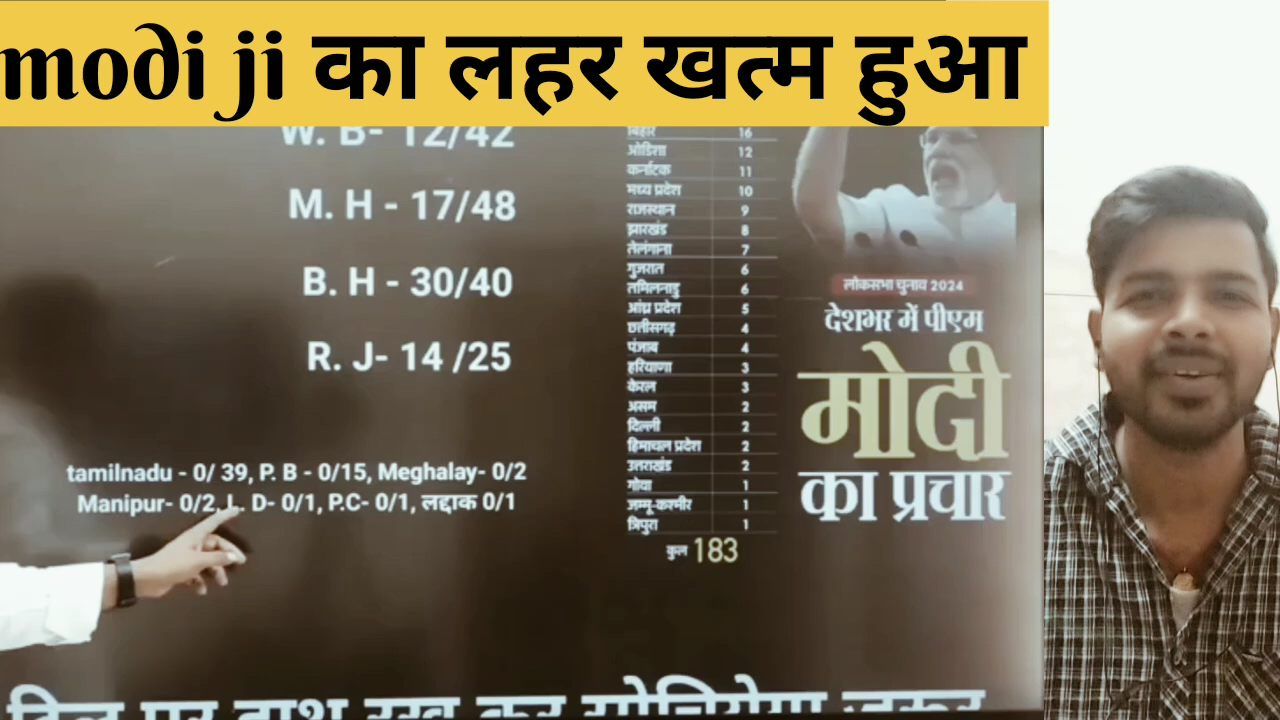 modi ji का लहर खत्म हुआ
W. B- 12/42
M. H - 17/48
B. H - 30/40
R. J- 14 /25
tamilnadu - 0/ 39, P. B - 0/15, Meghalay- 0/2
Manipur- 0/2, L. D- 0/1, P.C- 0/1, लद्दाक 0/1
बिहार 16
ओडिशा 12
कर्नाटक 11
मध्य प्रदेश 10
राजस्थान 9
झारखंड 8
तेलंगाना 7
गुजरात 6
तमिलनाडु 6
आंध्र प्रदेश 5
छत्तीसगढ़ 4
पंजाब 4
हरियाणा 3
केरल 3
असम 2
दिल्ली 2
हिमाचल प्रदेश 2
उत्तराखंड 2
गोवा 1
जम्मू-कश्मीर 1
त्रिपुरा 1
कुल 183
लोकसभा चुनाव 2024
देशभर में पीएम
मोदी
का प्रचार
दिल पर हाथ रख कर सोचियेगा जरूर